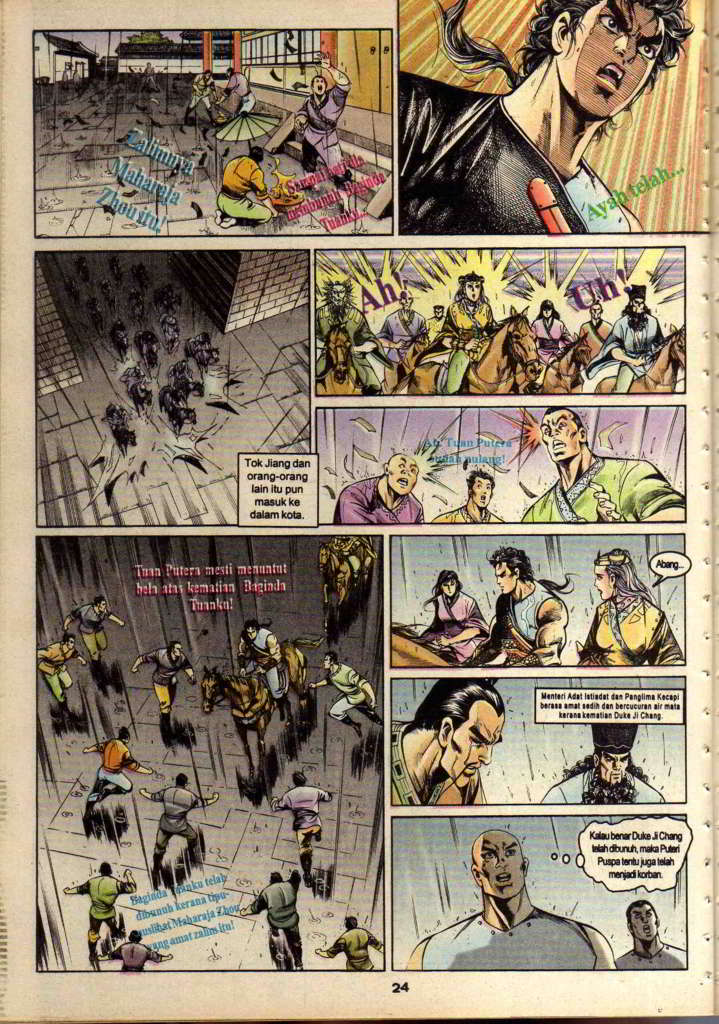 Zalimnya
Maharaja
Zhou itu!
Sampai hati dia
membunuh Baginda
Tuanku...
Ayah telah...
Tok Jiang dan
orang-orang
lain itu pun
masuk ke
dalam kota.
Ah!
Uh!
Ah, Tuan Putera
sudah pulang!
Tuan Putera mesti menuntut
bela atas kematian Baginda
Tuanku!
Baginda Tuanku telah
dibunuh kerana tipu-
muslihat Maharaja Zhou
yang amat zalim itu!
Abang...
Menteri Adat Istiadat dan Panglima Kecapi
berasa amat sedih dan bercucuran air mata
kerana kematian Duke Ji Chang.
Kalau benar Duke Ji Chang
telah dibunuh, maka Puteri
Puspa tentu juga telah
menjadi korban.
24